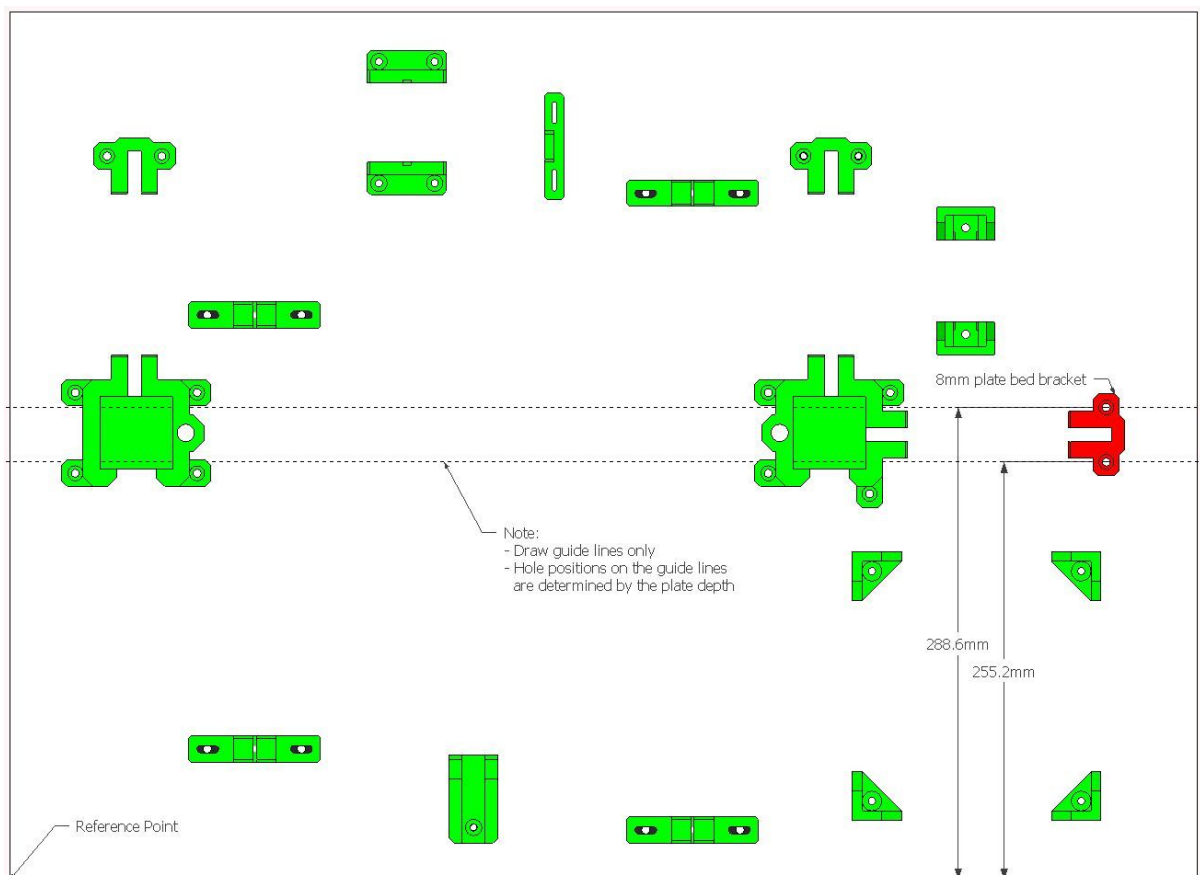 8mm plate bed bracket
Note:
- Draw guide lines only
- Hole positions on the guide lines
are determined by the plate depth
288.6mm
255.2mm
Reference Point